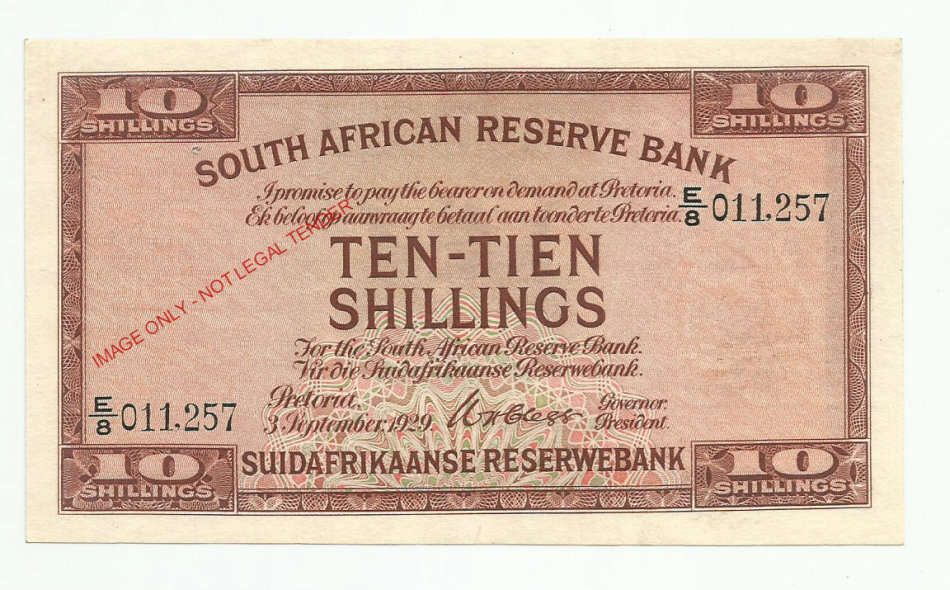 10 SHILLINGS
10 SHILLINGS
SOUTH AFRICAN RESERVE BANK
I promise to pay the bearer on demand at Pretoria.
Ek beloof aanvraag te betaal aan toonder te Pretoria.
E/8 011,257
TEN-TIEN
SHILLINGS
IMAGE ONLY - NOT LEGAL TENDER
For the South African Reserve Bank.
Vir die Suidafrikaanse Reserwebank.
Pretoria,
3 September, 1929.
Governor.
President.
E/8 011,257
SUIDAFRIKAANSE RESERWEBANK
10 SHILLINGS
10 SHILLINGS